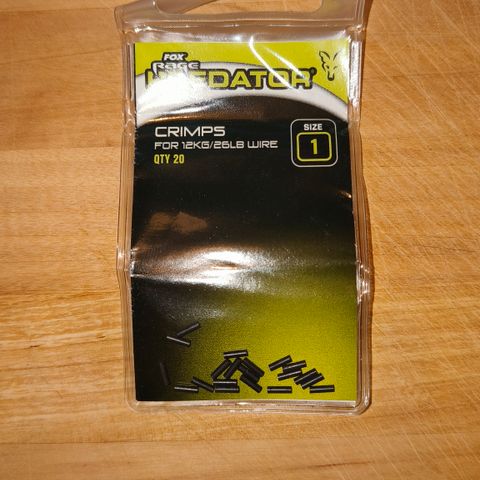 FOX
RAGE
PREDATOR®
CRIMPS
FOR 12KG/26LB WIRE
QTY 20
SIZE
1